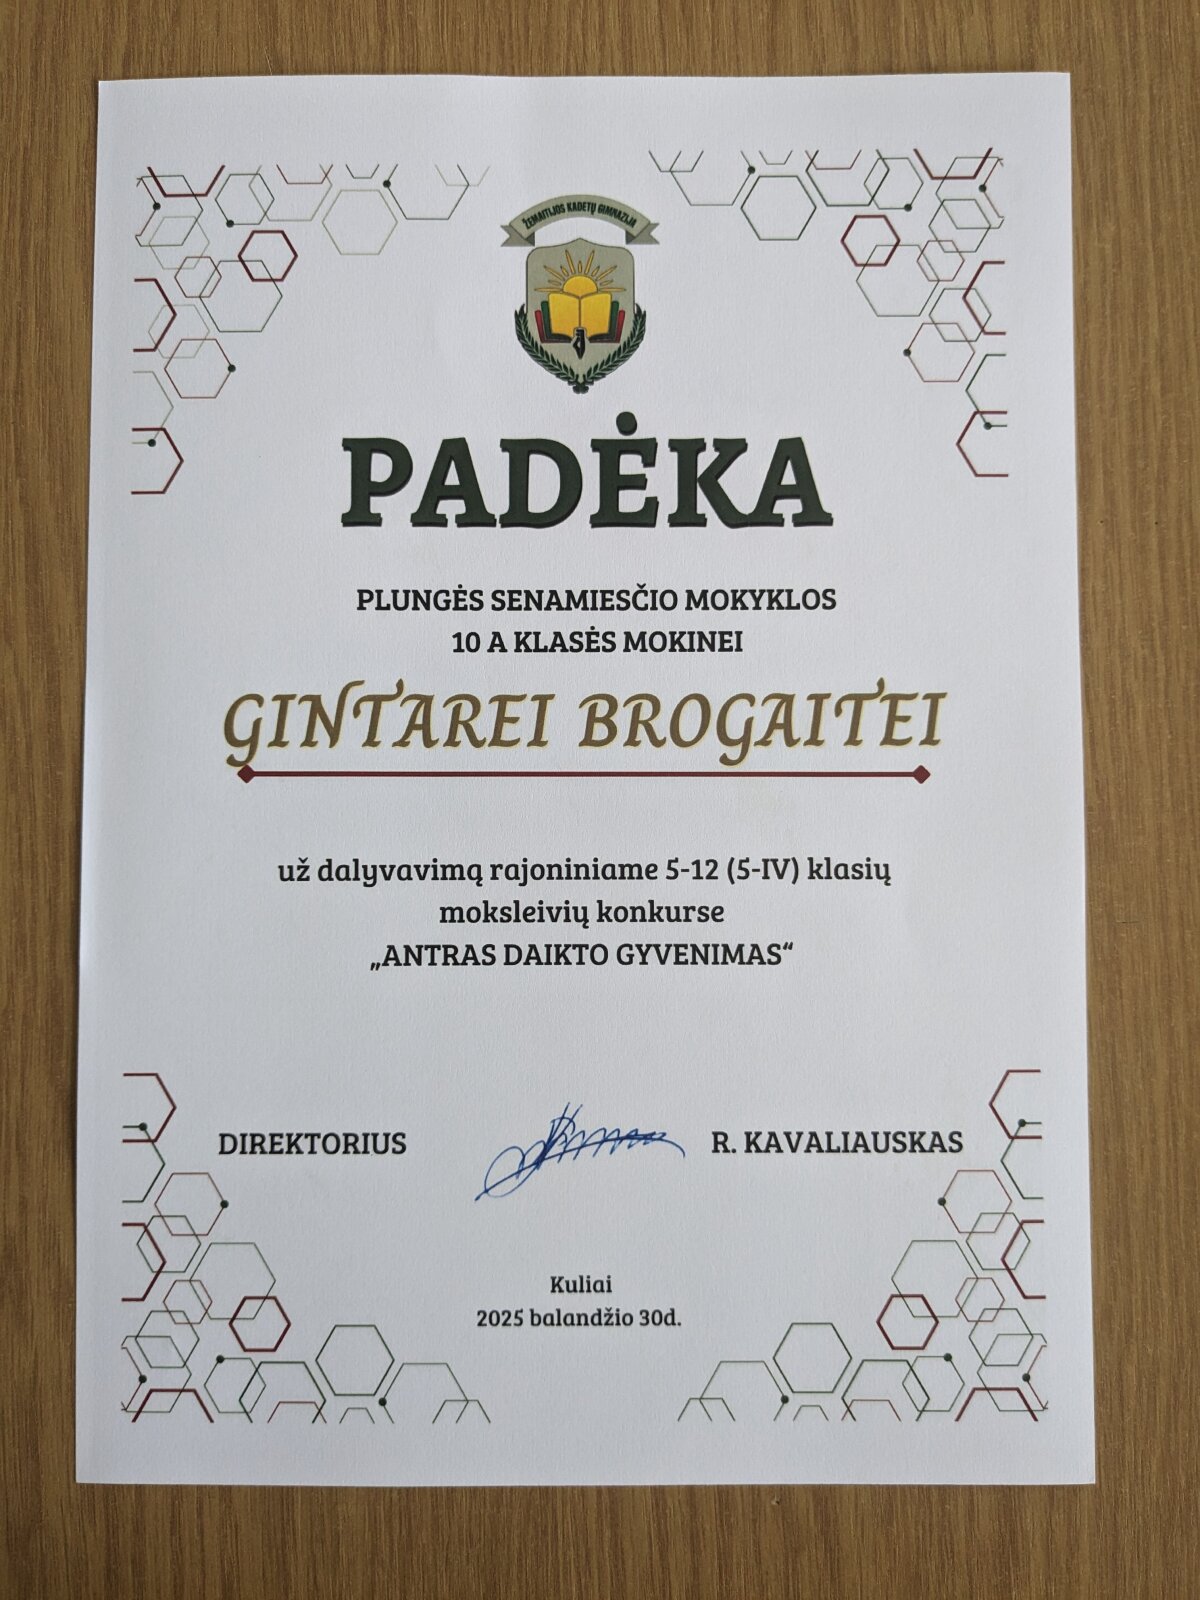 ŽEMAITIJOS KADETŲ GIMNAZIJA
PADĖKA
PLUNGĖS SENAMIESČIO MOKYKLOS
10 A KLASĖS MOKINEI
GINTAREI BROGAITEI
už dalyvavimą rajoniniame 5-12 (5-IV) klasių
moksleivių konkurse
„ANTRAS DAIKTO GYVENIMAS“
DIREKTORIUS R. KAVALIAUSKAS
Kuliai
2025 balandžio 30d.